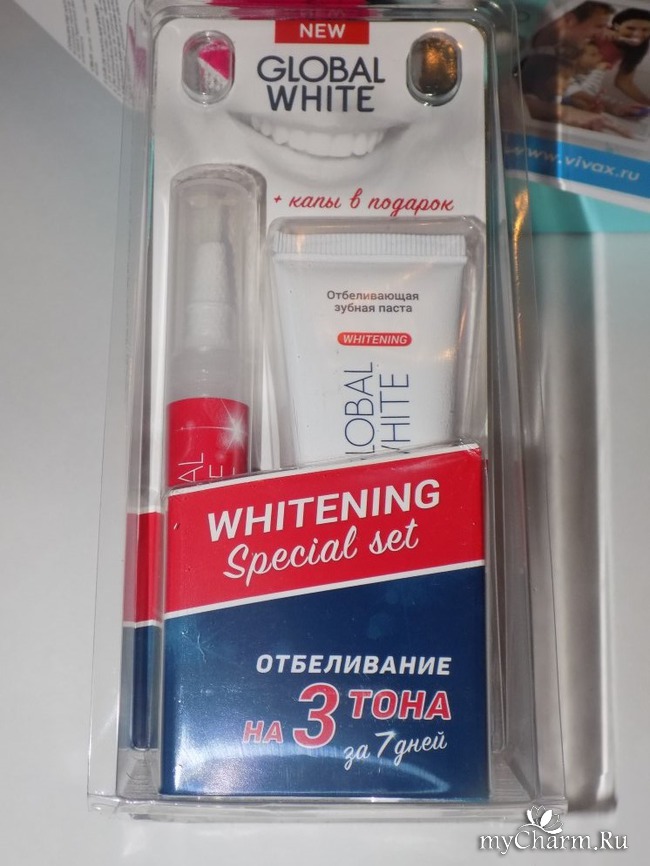 NEW
GLOBAL
WHITE
+ капы в подарок
Отбеливающая
зубная паста
WHITENING
GLOBAL
WHITE
WHITENING
Special set
ОТБЕЛИВАНИЕ
НА 3 ТОНА
за 7 дней
www.vivax.ru
myCharm.Ru